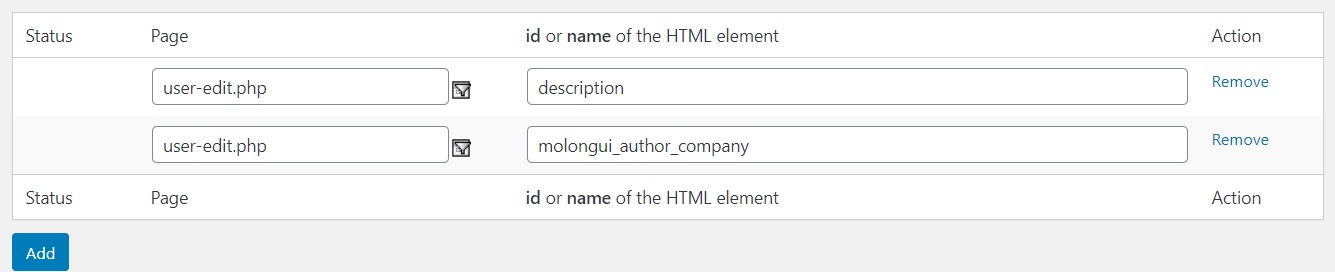 Status Page id or name of the HTML element Action
user-edit.php description Remove
user-edit.php molongui_author_company Remove
Status Page id or name of the HTML element Action
Add